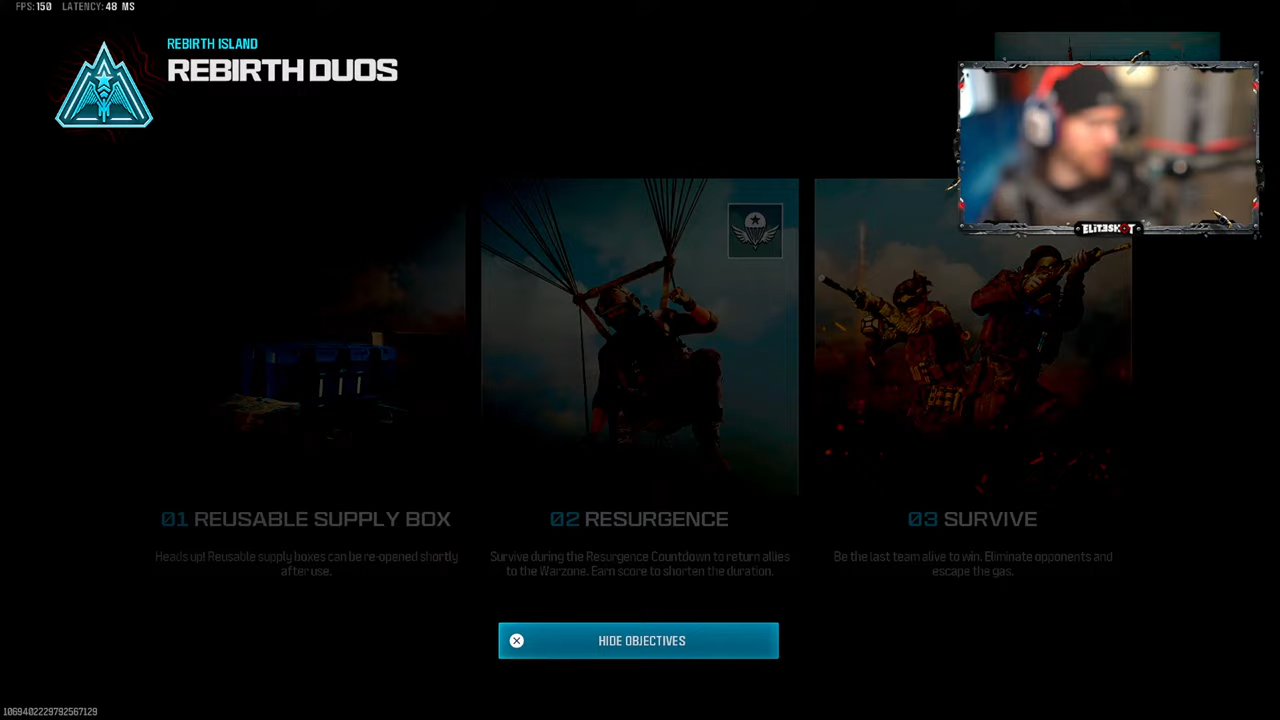 FPS:150 LATENCY:48 MS
REBIRTH ISLAND
REBIRTH DUOS
ELITESHOT
01 REUSABLE SUPPLY BOX
Heads up! Reusable supply boxes can be re-opened shortly
after use.
02 RESURGENCE
Survive during the Resurgence Countdown to return allies
to the Warzone. Earn score to shorten the duration.
03 SURVIVE
Be the last team alive to win. Eliminate opponents and
escape the gas.
HIDE OBJECTIVES
1069402229792567129